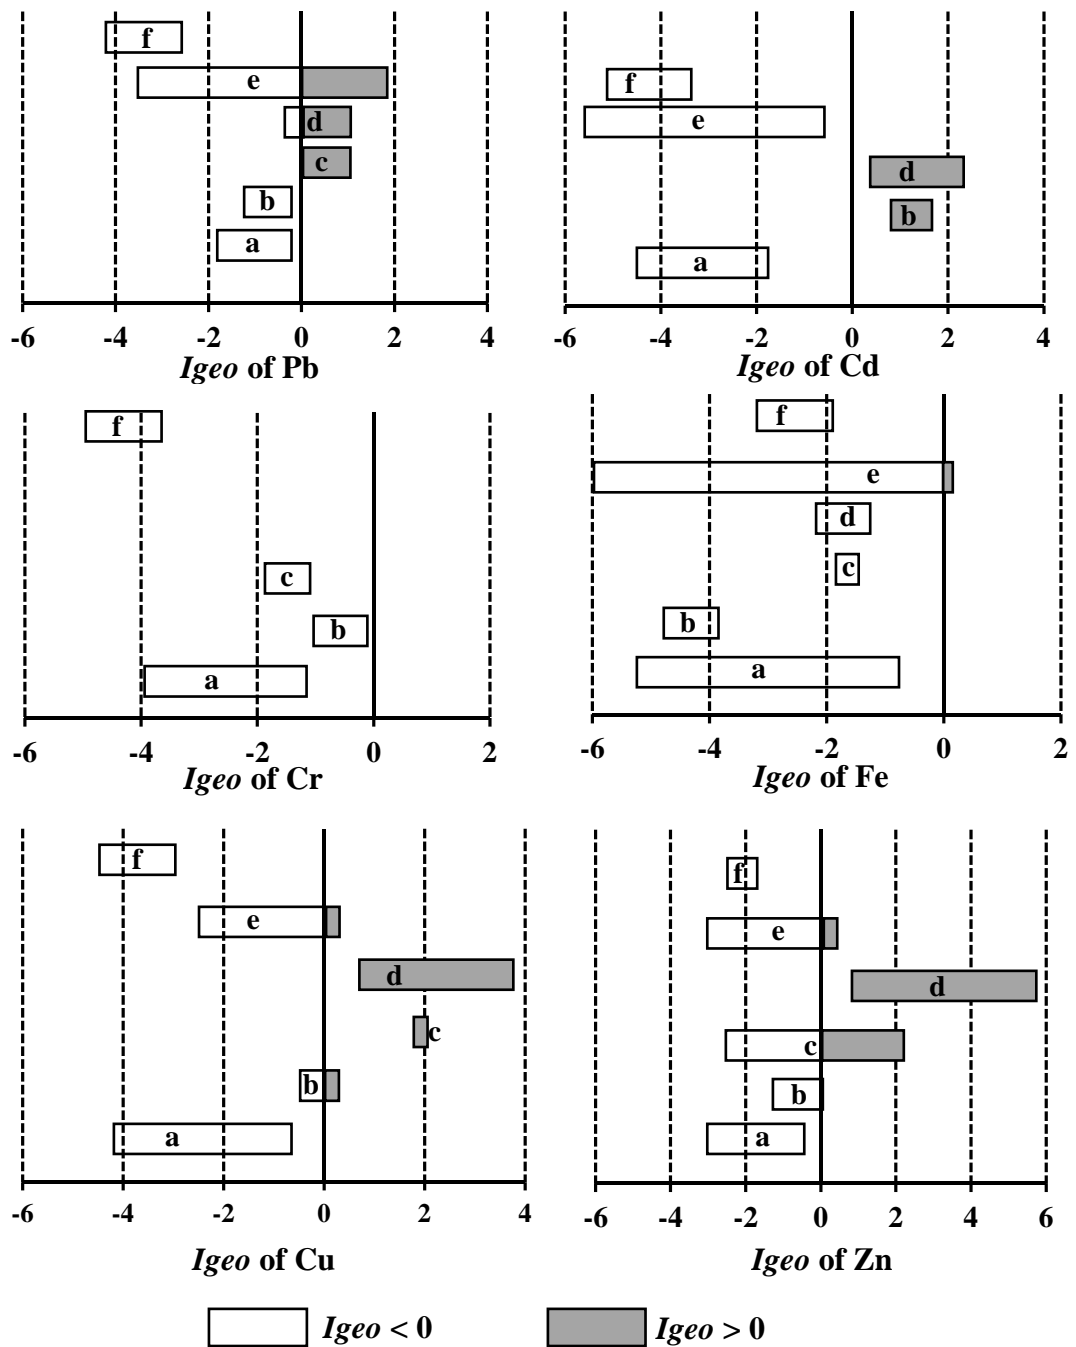 f
e
d
c
b
a
-6 -4 -2 0 2 4
Igeo of Pb
f
e
d
b
a
-6 -4 -2 0 2 4
Igeo of Cd
f
c
b
a
-6 -4 -2 0 2
Igeo of Cr
f
e
d
c
b
a
-6 -4 -2 0 2
Igeo of Fe
f
e
d
c
b
a
-6 -4 -2 0 2 4
Igeo of Cu
f
e
d
c
b
a
-6 -4 -2 0 2 4 6
Igeo of Zn
Igeo < 0
Igeo > 0